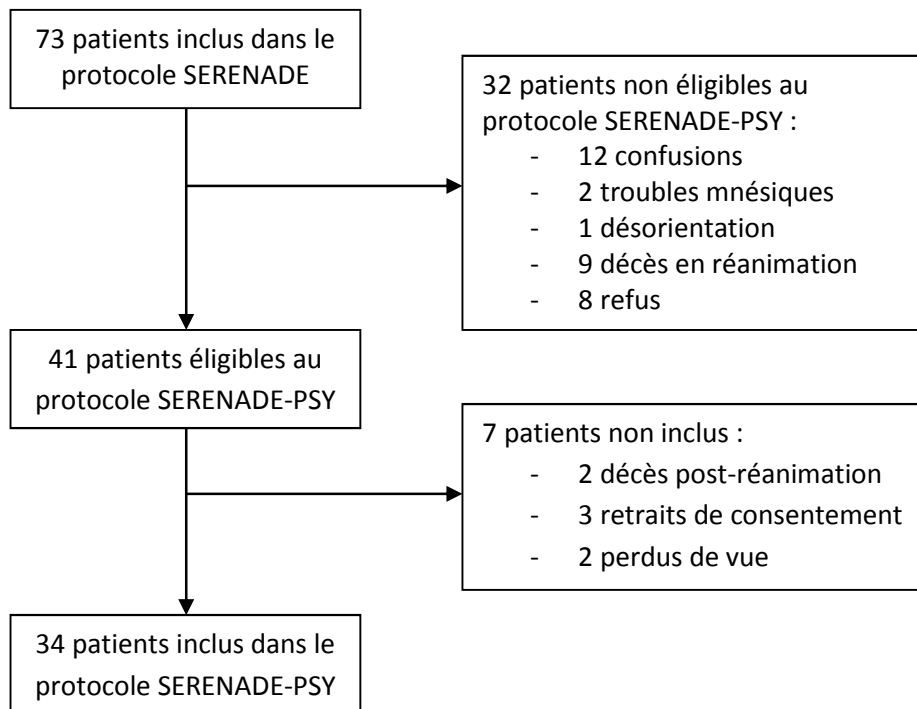 73 patients inclus dans le
protocole SERENADE
32 patients non éligibles au
protocole SERENADE-PSY :
- 12 confusions
- 2 troubles mnésiques
- 1 désorientation
- 9 décès en réanimation
- 8 refus
41 patients éligibles au
protocole SERENADE-PSY
7 patients non inclus :
- 2 décès post-réanimation
- 3 retraits de consentement
- 2 perdus de vue
34 patients inclus dans le
protocole SERENADE-PSY